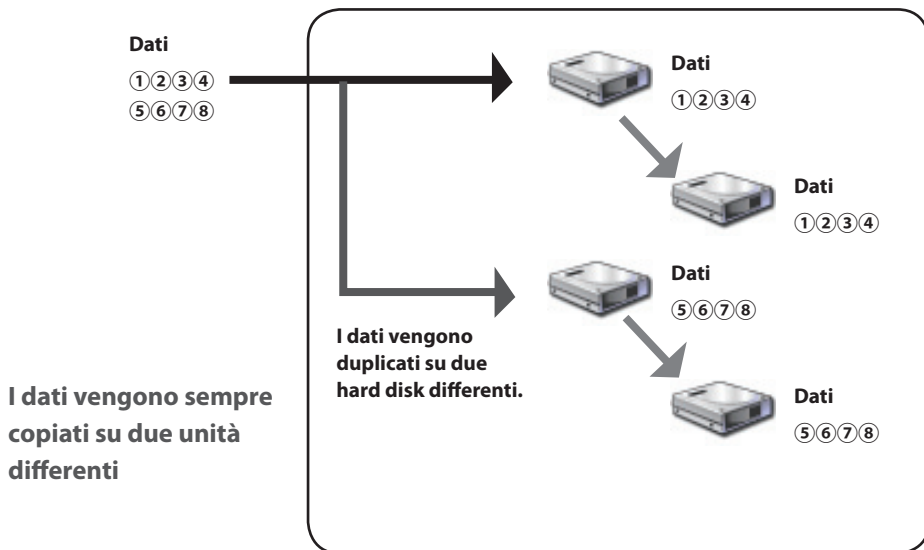 Dati
①②③④
⑤⑥⑦⑧
Dati
①②③④
Dati
①②③④
Dati
⑤⑥⑦⑧
I dati vengono
duplicati su due
hard disk differenti.
Dati
⑤⑥⑦⑧
I dati vengono sempre
copiati su due unità
differenti